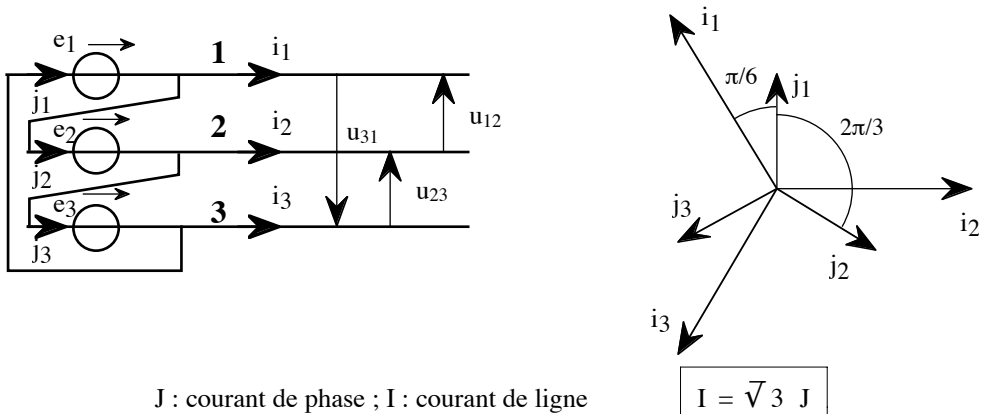 e1 1 i1
j1
e2 2 i2 u31 u12
j2
e3 3 i3 u23
j3
i1
π/6 j1
2π/3
j3
i2
j2
i3
J : courant de phase ; I : courant de ligne
I = √3 J